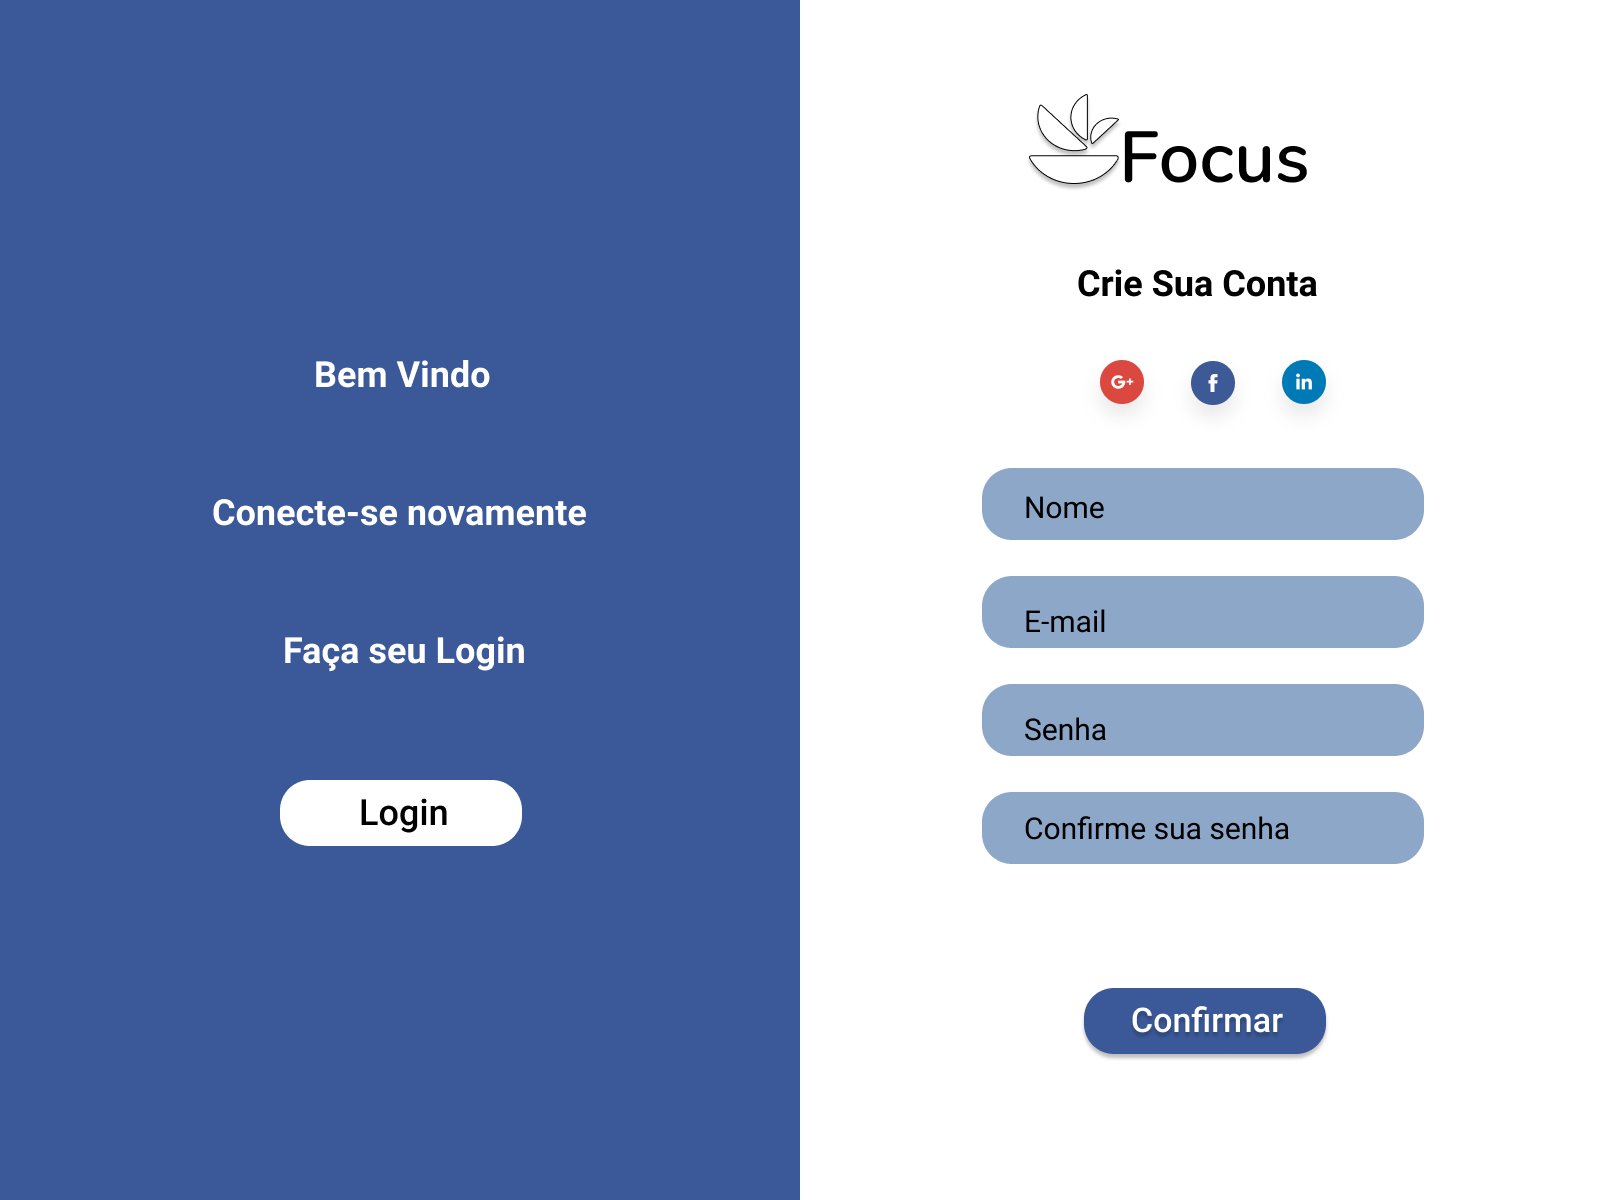 Bem Vindo
Conecte-se novamente
Faça seu Login
Login
Focus
Crie Sua Conta
G+ f in
Nome
E-mail
Senha
Confirme sua senha
Confirmar